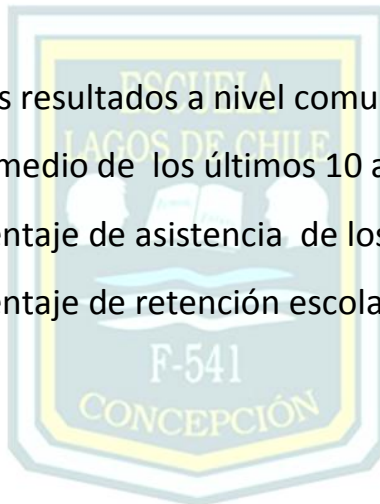 ESCUELA
LAGOS DE CHILE
s resultados a nivel comu
medio de los últimos 10 a
entaje de asistencia de los
entaje de retención escola
F-541
CONCEPCIÓN